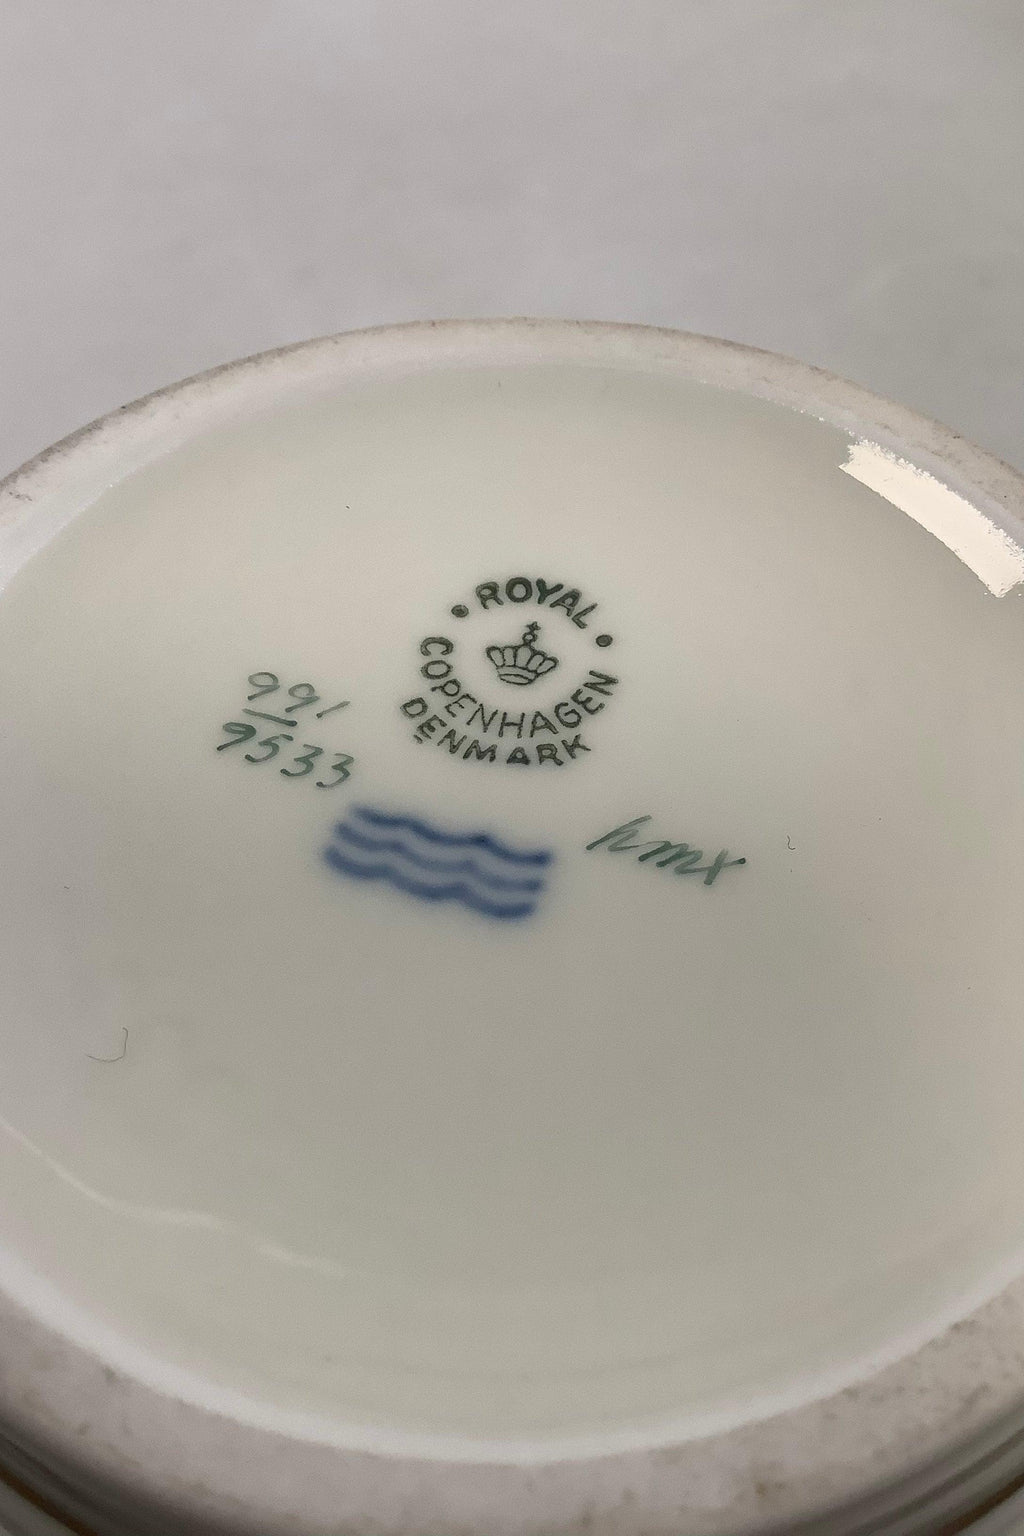 ROYAL
COPENHAGEN
DENMARK
991
9533
hmx